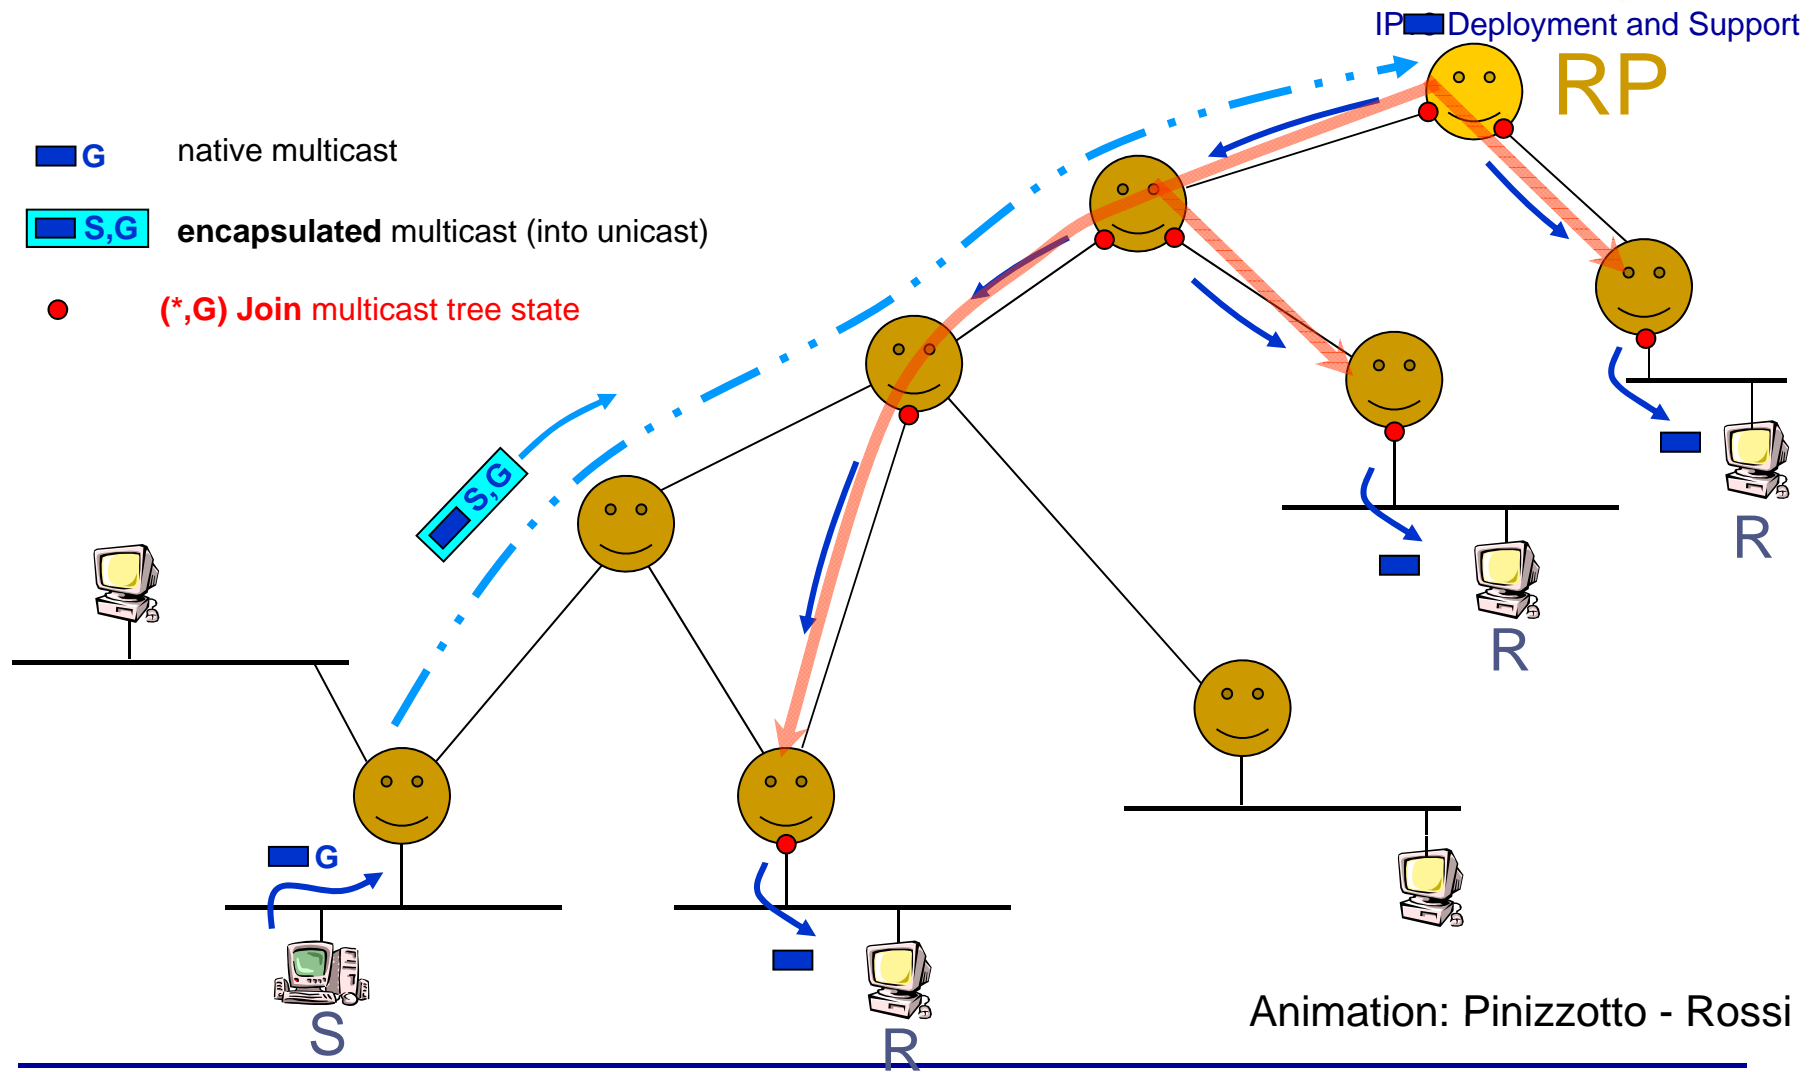 IP Deployment and Support
RP
G native multicast
S,G encapsulated multicast (into unicast)
(*,G) Join multicast tree state
S,G
R
R
G
S
R
Animation: Pinizzotto - Rossi